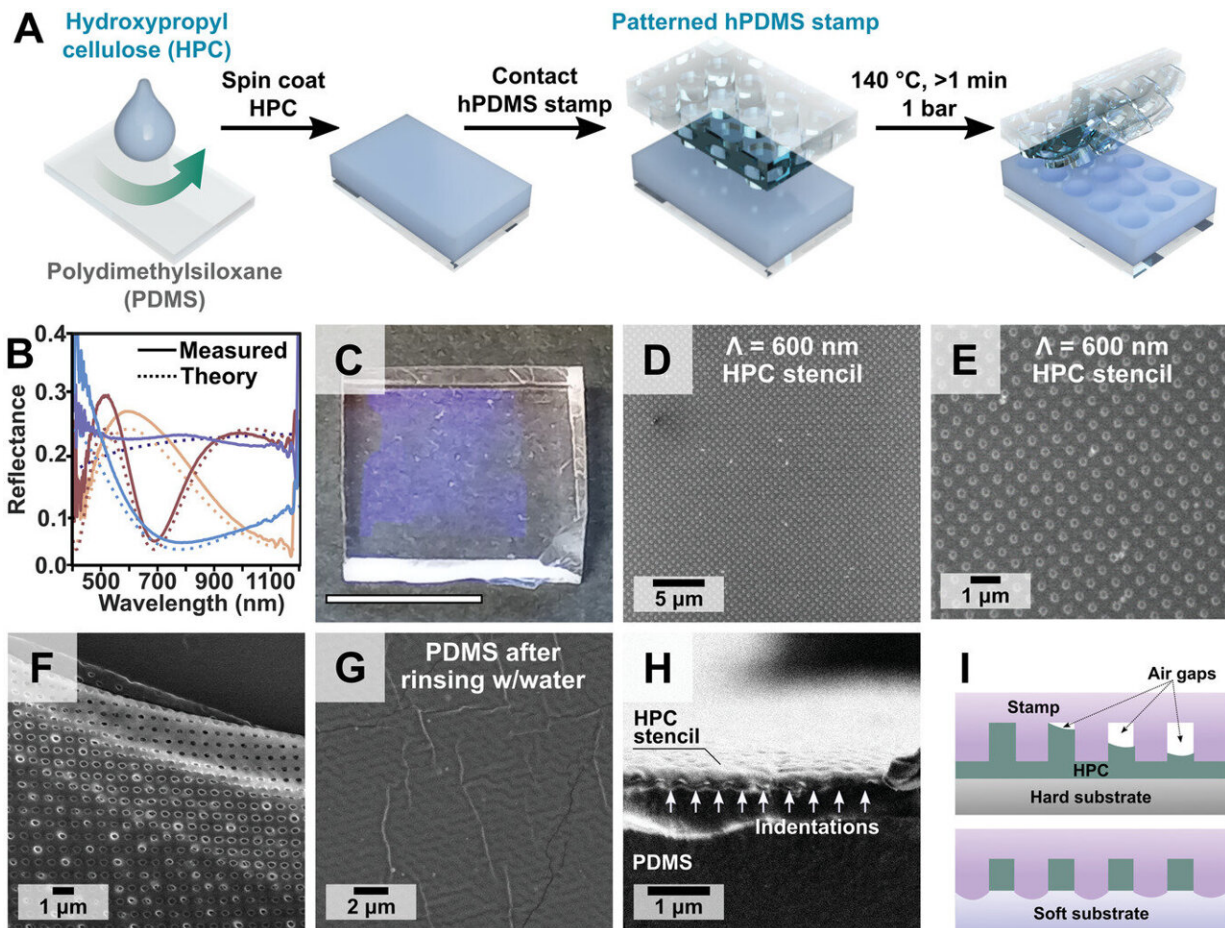 A
Hydroxypropyl
cellulose (HPC)
Polydimethylsiloxane
(PDMS)
Spin coat
HPC
Contact
hPDMS stamp
Patterned hPDMS stamp
140 °C, >1 min
1 bar
B
0.4
0.3
0.2
0.1
0.0
Reflectance
Measured
Theory
500 700 900 1100
Wavelength (nm)
C
D
Λ = 600 nm
HPC stencil
5 µm
E
Λ = 600 nm
HPC stencil
1 µm
F
1 µm
G
PDMS after
rinsing w/water
2 µm
H
HPC
stencil
Indentations
PDMS
1 µm
I
Air gaps
Stamp
HPC
Hard substrate
Soft substrate